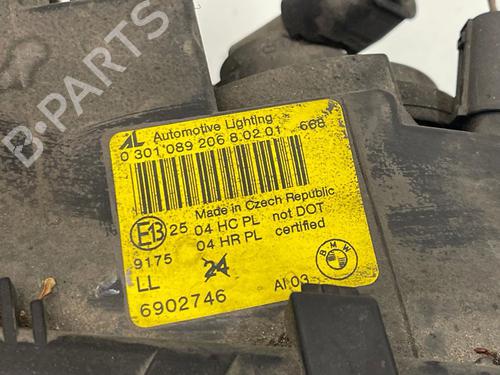 B-PARTS
AL Automotive Lighting
0 301 089 206 8.02 01 668
Made in Czech Republic
E13 25 04 HC PL not DOT
04 HR PL certified
9175
24
BMW
LL
6902746 AI 03